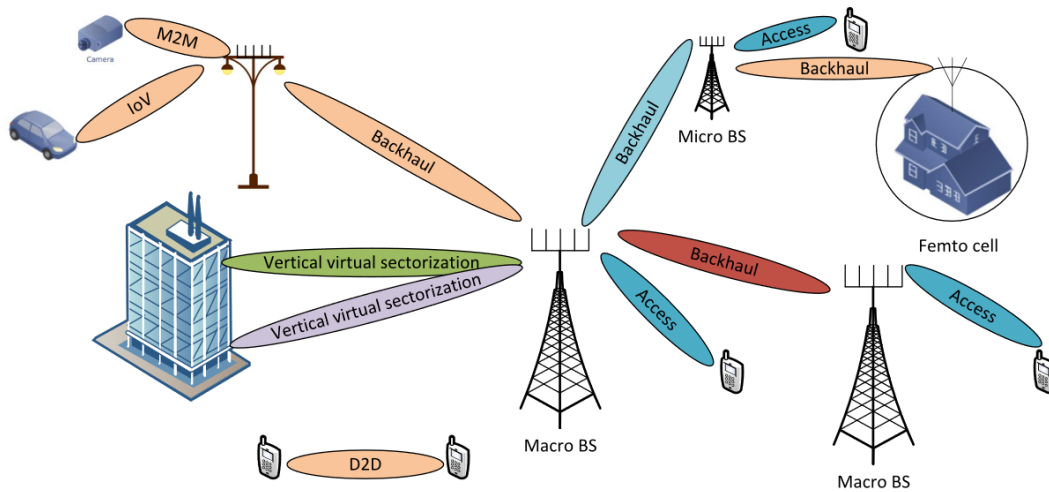 M2M
Camera
IoV
Backhaul
Access
Backhaul
Backhaul
Micro BS
Femto cell
Vertical virtual sectorization
Vertical virtual sectorization
Backhaul
Access
Access
Macro BS
D2D
Macro BS